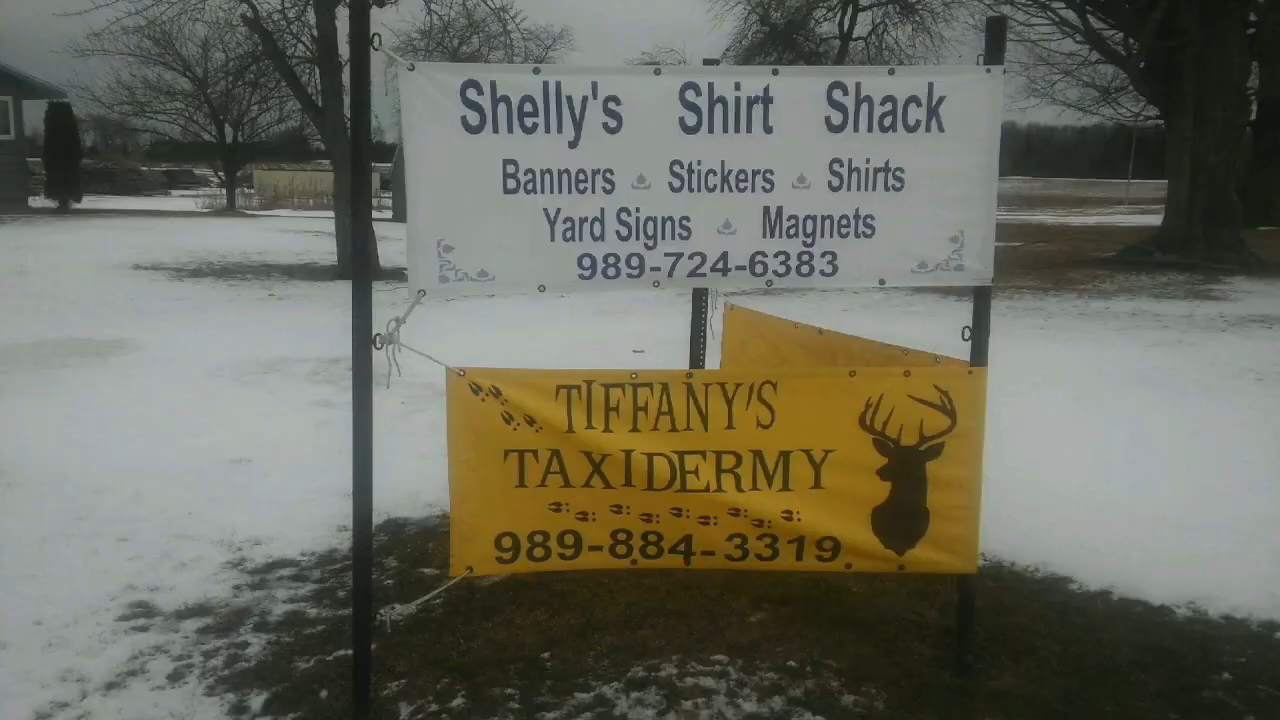 Shelly's Shirt Shack
Banners Stickers Shirts
Yard Signs Magnets
989-724-6383
TIFFANY'S
TAXIDERMY
989-884-3319